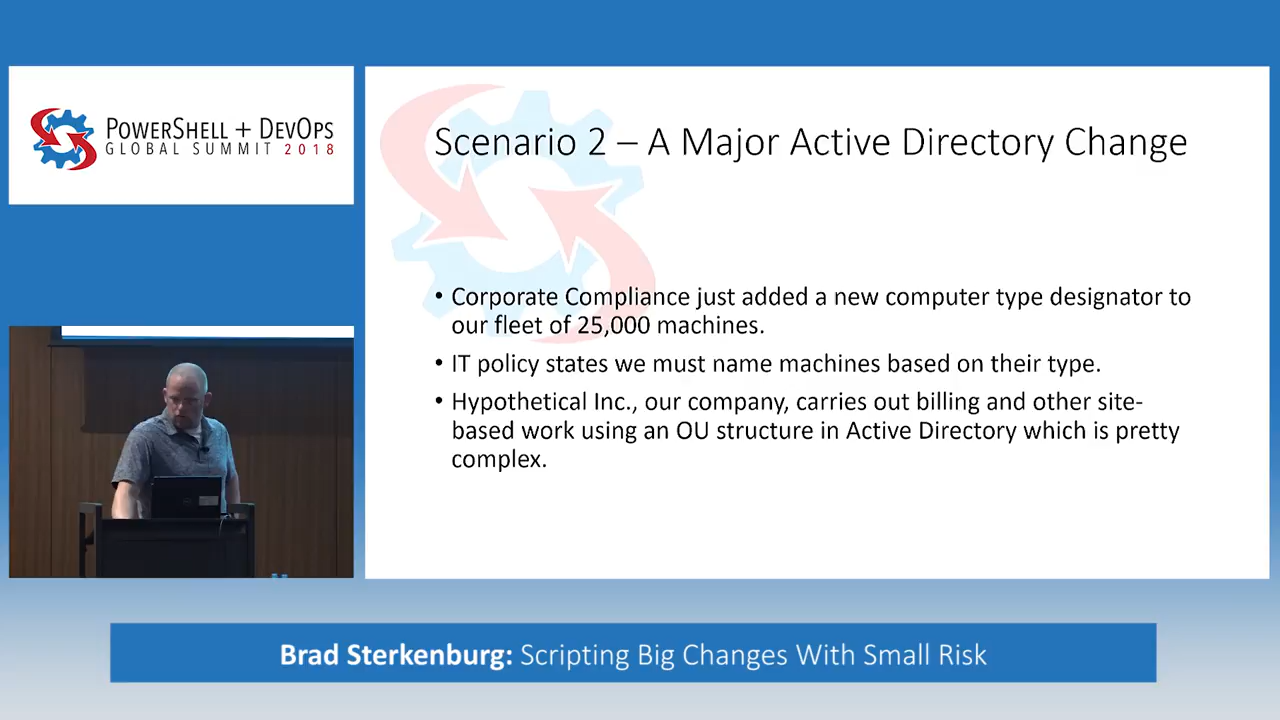 POWERSHELL + DEVOPS
GLOBAL SUMMIT 2018
Scenario 2 – A Major Active Directory Change
• Corporate Compliance just added a new computer type designator to
our fleet of 25,000 machines.
• IT policy states we must name machines based on their type.
• Hypothetical Inc., our company, carries out billing and other site-
based work using an OU structure in Active Directory which is pretty
complex.
Brad Sterkenburg: Scripting Big Changes With Small Risk